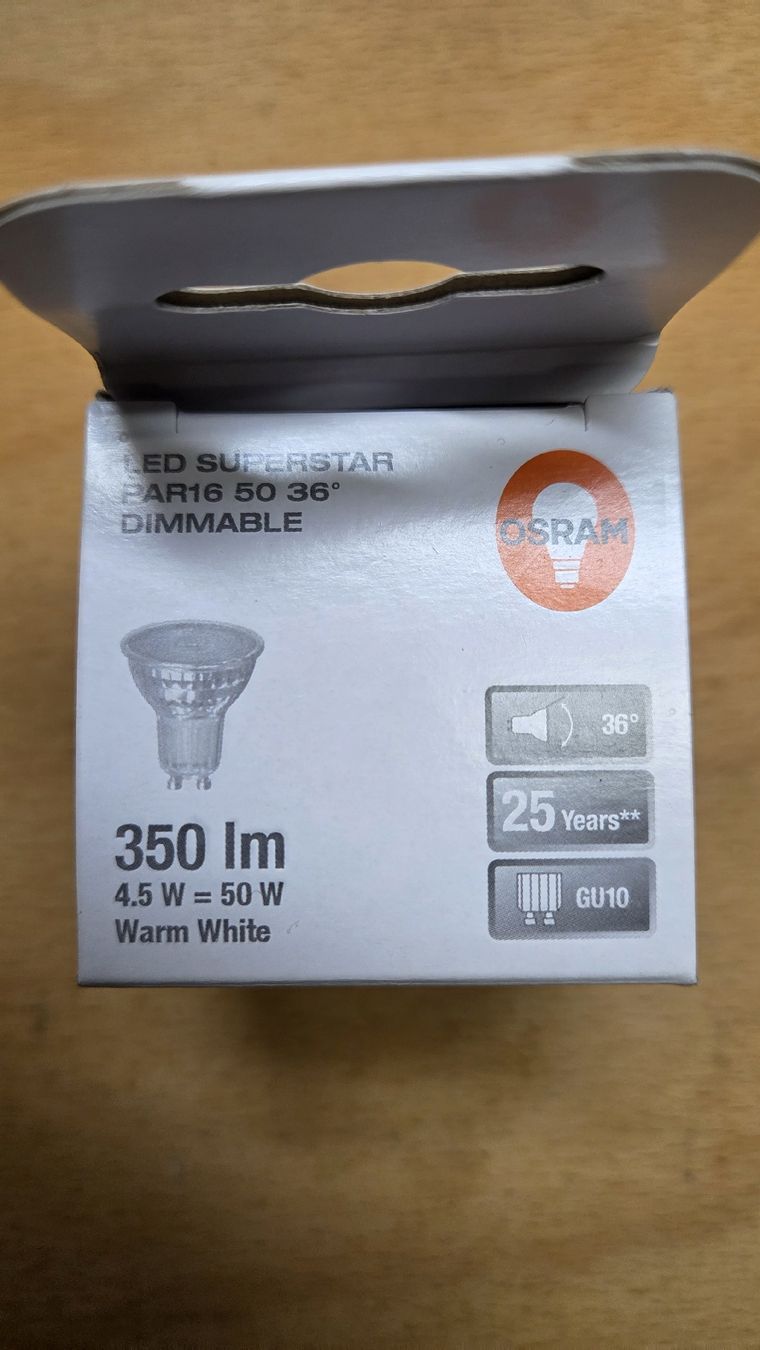 LED SUPERSTAR
PAR16 50 36°
DIMMABLE
OSRAM
36°
25 Years**
GU10
350 lm
4.5 W = 50 W
Warm White